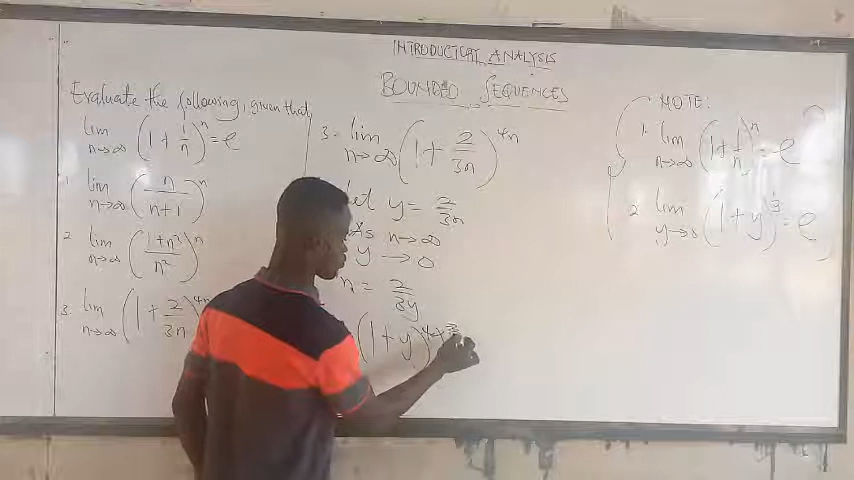 INTRODUCTORY ANALYSIS
BOUNDED SEQUENCES
Evaluate the following, given that
lim n→∞ (1 + 1/n)^n = e
1. lim n→∞ (n/(n+1))^n
2. lim n→∞ ((1+n²)/n²)^n
3. lim n→∞ (1 + 2/3n)^4n
3. lim n→∞ (1 + 2/3n)^4n
Let y = 2/3n
As n→∞
y → 0
n = 2/3y
(1 + y)^4×
NOTE:
1. lim n→∞ (1 + 1/n)^n = e
2. lim (1 + y) = e